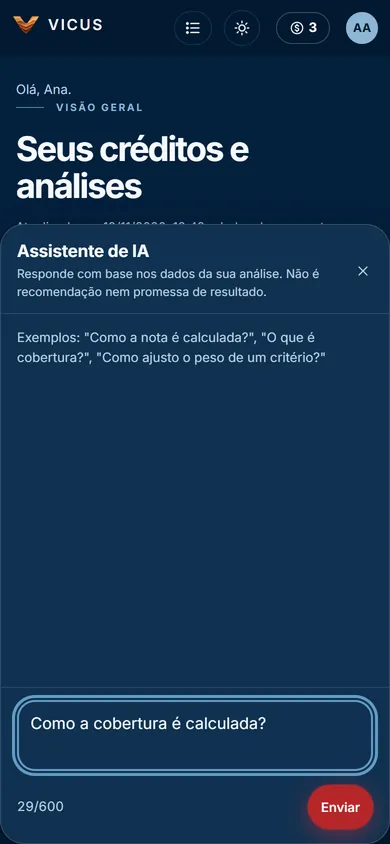 VICUS
3
AA
Olá, Ana.
VISÃO GERAL
Seus créditos e
análises
Assistente de IA
Responde com base nos dados da sua análise. Não é
recomendação nem promessa de resultado.
Exemplos: "Como a nota é calculada?", "O que é
cobertura?", "Como ajusto o peso de um critério?"
Como a cobertura é calculada?
29/600
Enviar